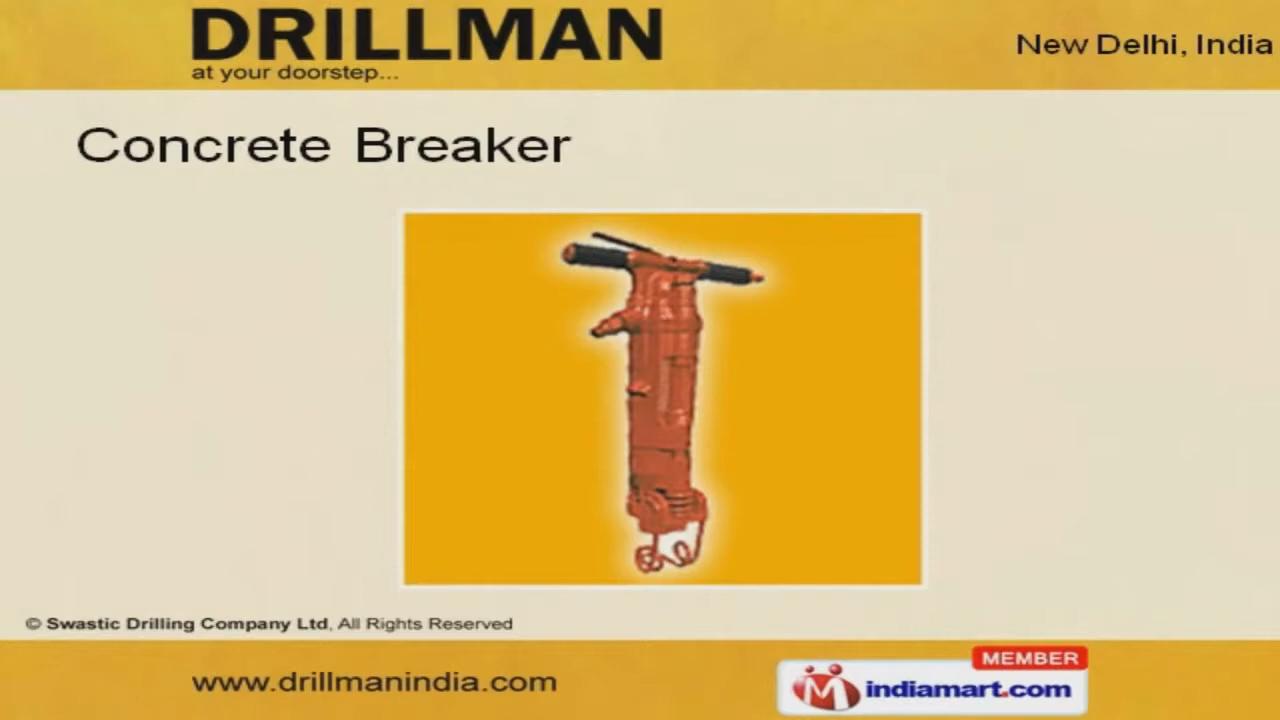 DRILLMAN
at your doorstep...
New Delhi, India
Concrete Breaker
© Swastic Drilling Company Ltd, All Rights Reserved
www.drillmanindia.com
MEMBER
M indiamart.com